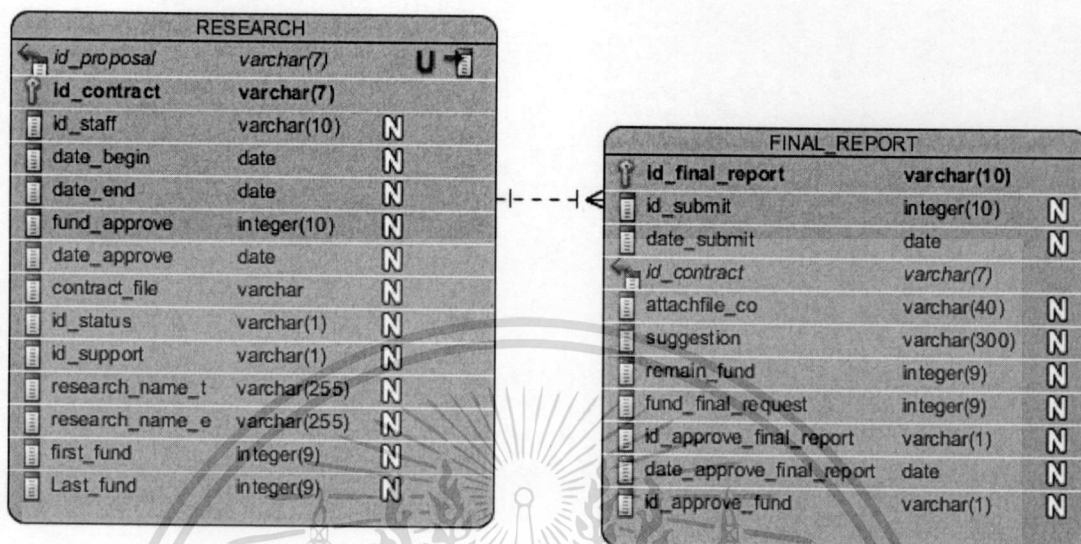 RESEARCH
id_proposal varchar(7) U
id_contract varchar(7)
id_staff varchar(10) N
date_begin date N
date_end date N
fund_approve integer(10) N
date_approve date N
contract_file varchar N
id_status varchar(1) N
id_support varchar(1) N
research_name_t varchar(255) N
research_name_e varchar(255) N
first_fund integer(9) N
Last_fund integer(9) N
FINAL_REPORT
id_final_report varchar(10)
id_submit integer(10) N
date_submit date N
id_contract varchar(7)
attachfile_co varchar(40) N
suggestion varchar(300) N
remain_fund integer(9) N
fund_final_request integer(9) N
id_approve_final_report varchar(1) N
date_approve_final_report date N
id_approve_fund varchar(1) N